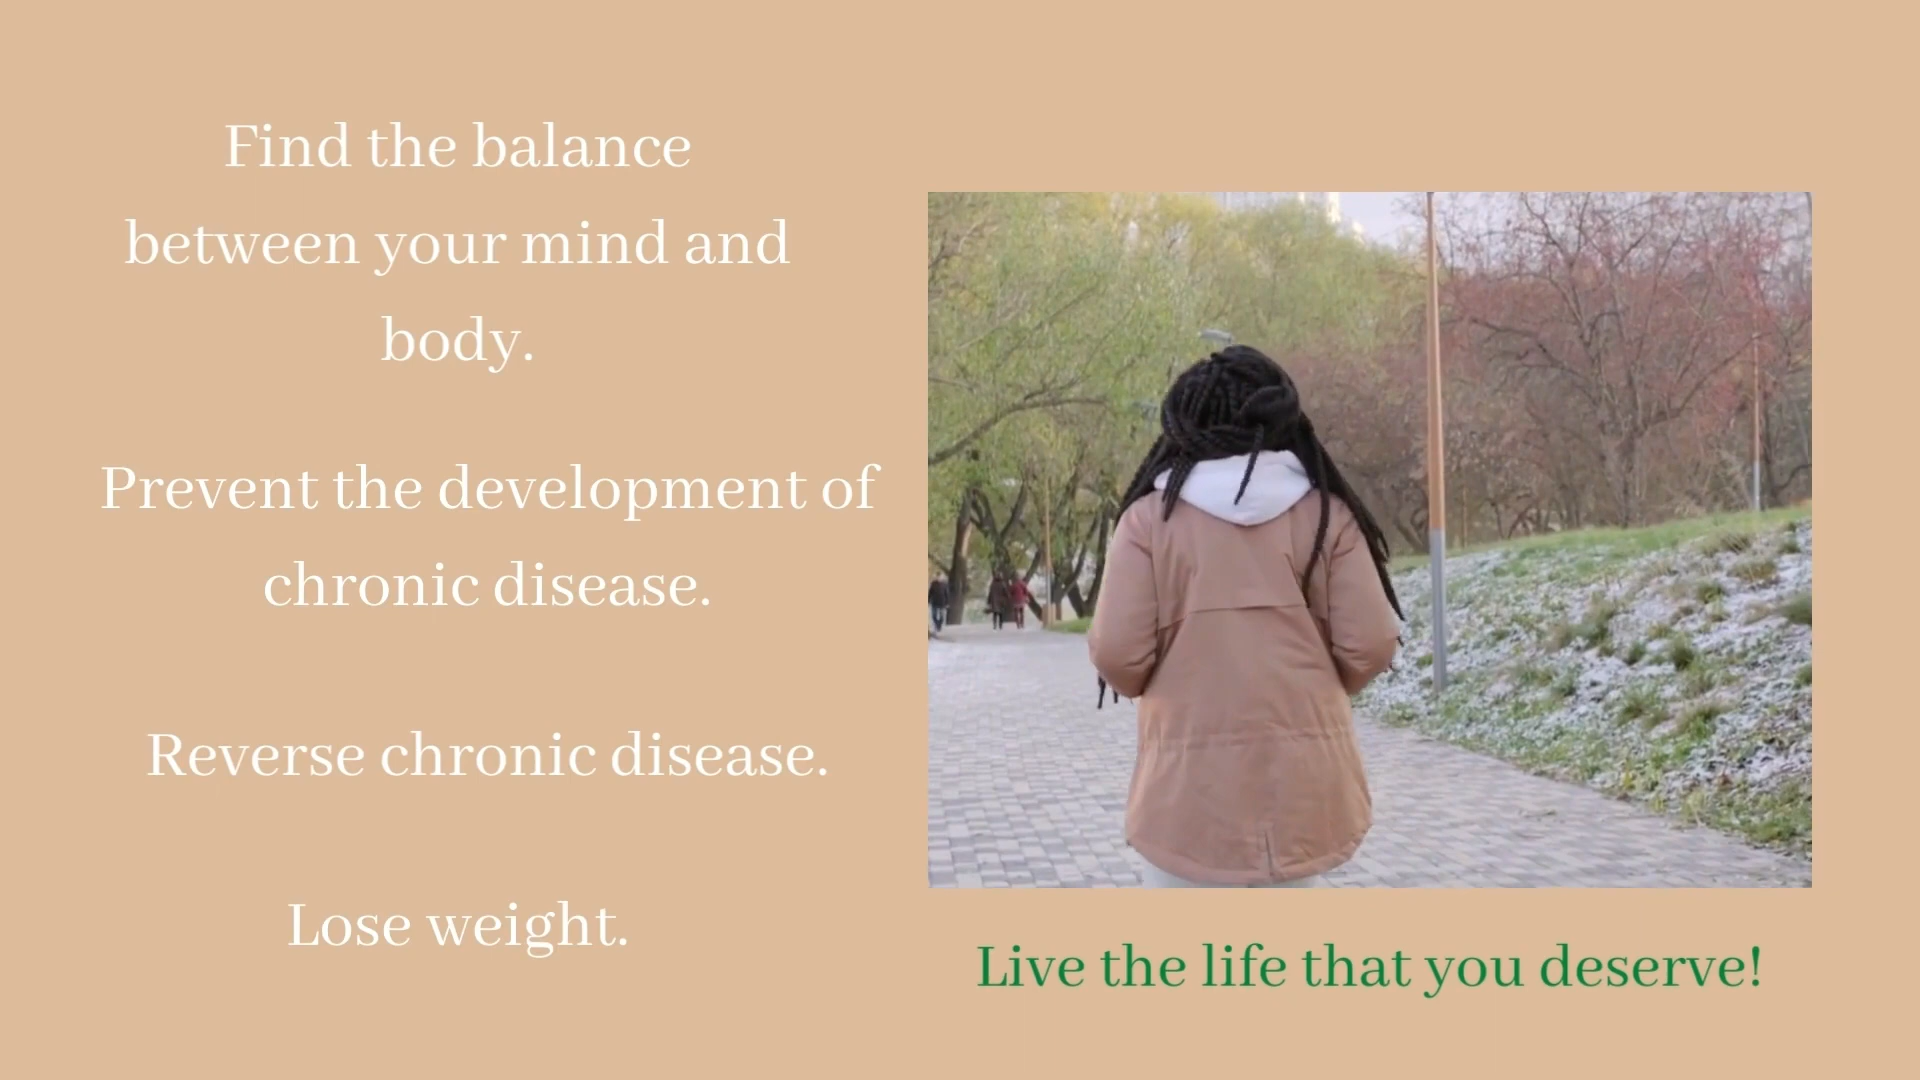 Find the balance
between your mind and
body.
Prevent the development of
chronic disease.
Reverse chronic disease.
Lose weight.
Live the life that you deserve!